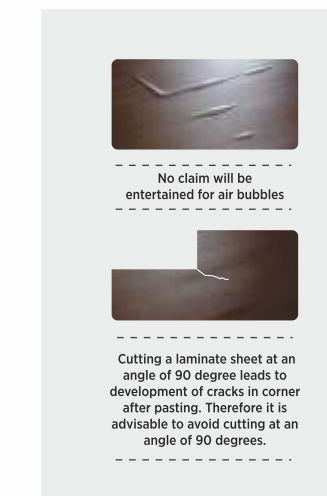 No claim will be
entertained for air bubbles
Cutting a laminate sheet at an
angle of 90 degree leads to
development of cracks in corner
after pasting. Therefore it is
advisable to avoid cutting at an
angle of 90 degrees.